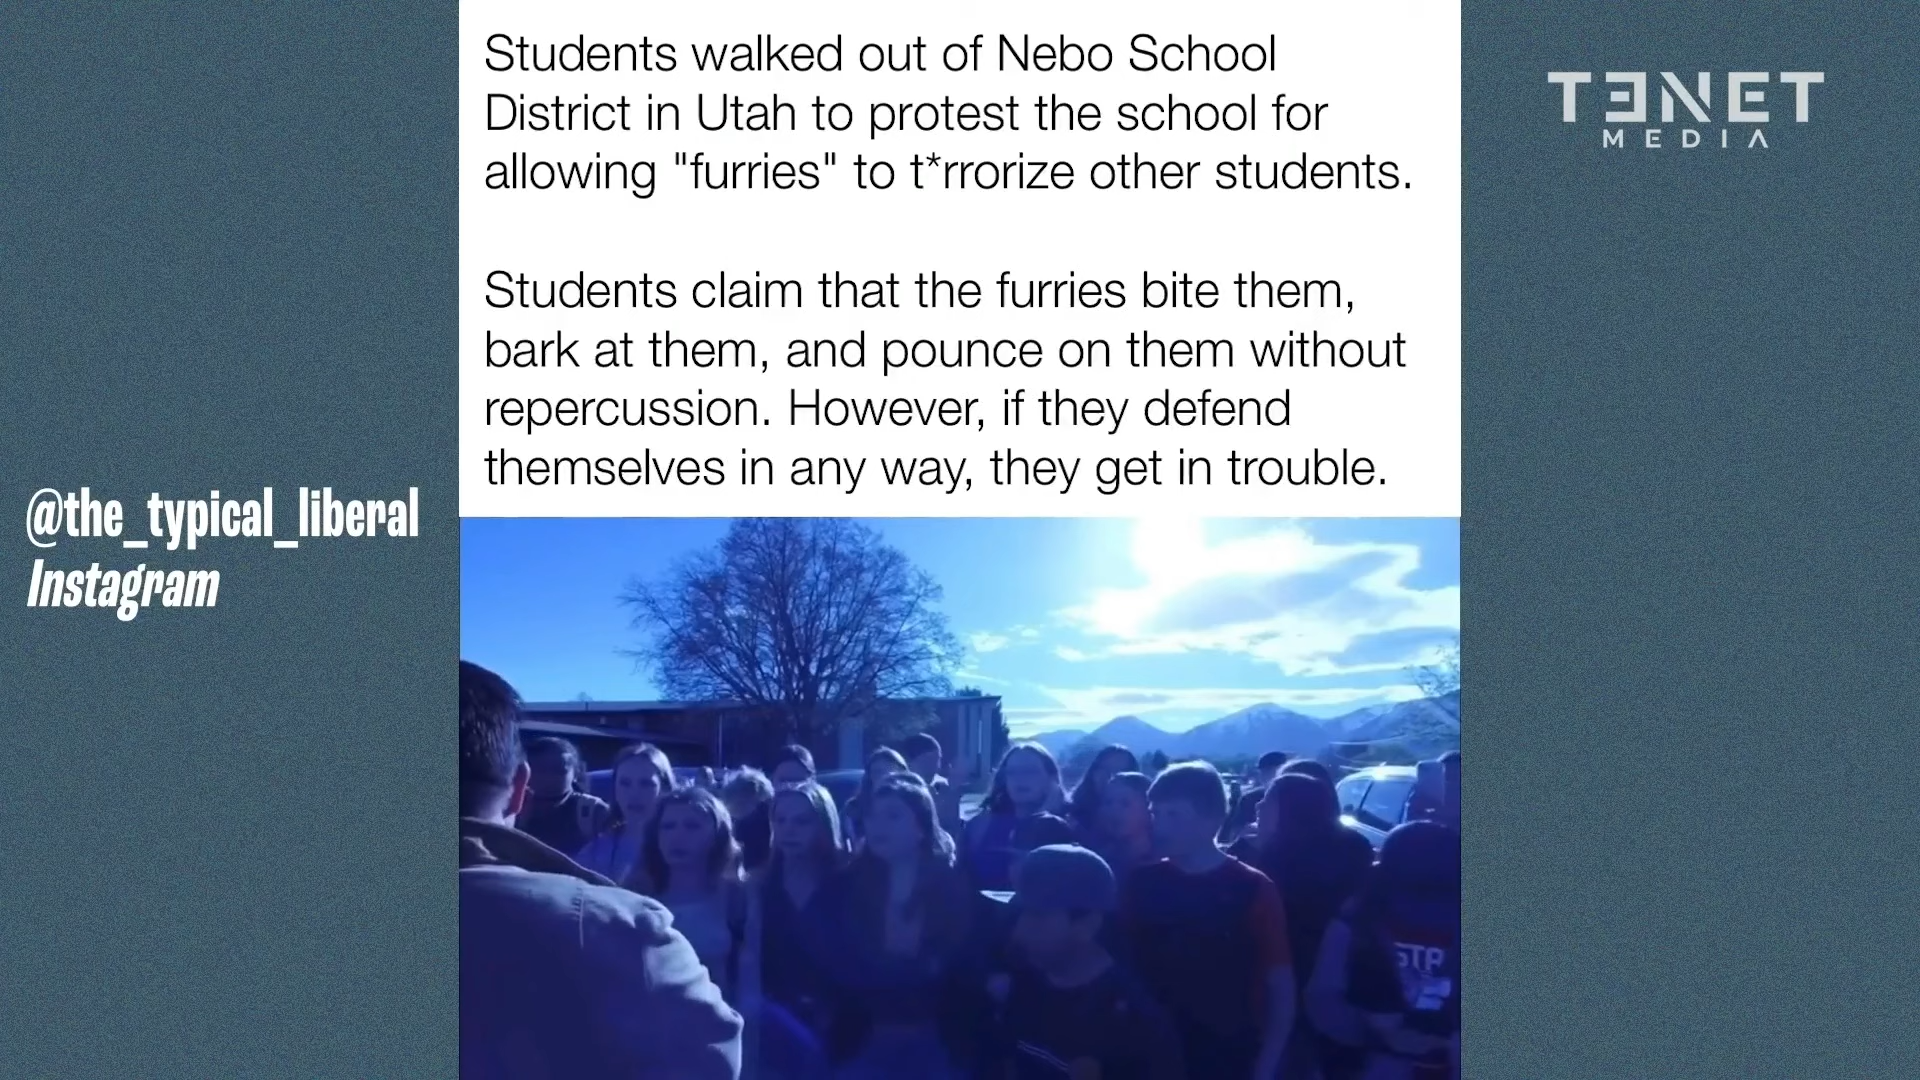 Students walked out of Nebo School
District in Utah to protest the school for
allowing "furries" to t*rrorize other students.
Students claim that the furries bite them,
bark at them, and pounce on them without
repercussion. However, if they defend
themselves in any way, they get in trouble.
@the_typical_liberal
Instagram
TENET
MEDIA
STR